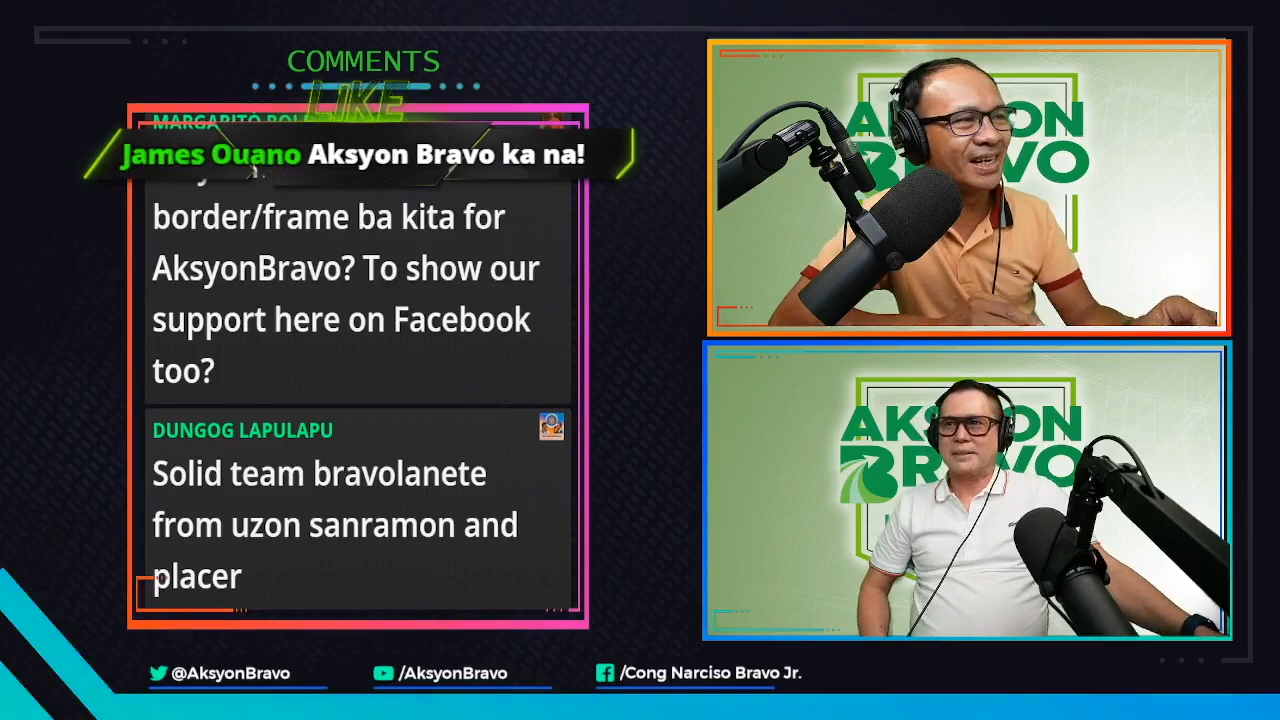 COMMENTS
LIKE
James Ouano Aksyon Bravo ka na!
border/frame ba kita for
AksyonBravo? To show our
support here on Facebook
too?
DUNGOG LAPULAPU
Solid team bravolanete
from uzon sanramon and
placer
AKSYON
BRAVO
AKSYON
BRAVO
@AksyonBravo
/AksyonBravo
/Cong Narciso Bravo Jr.